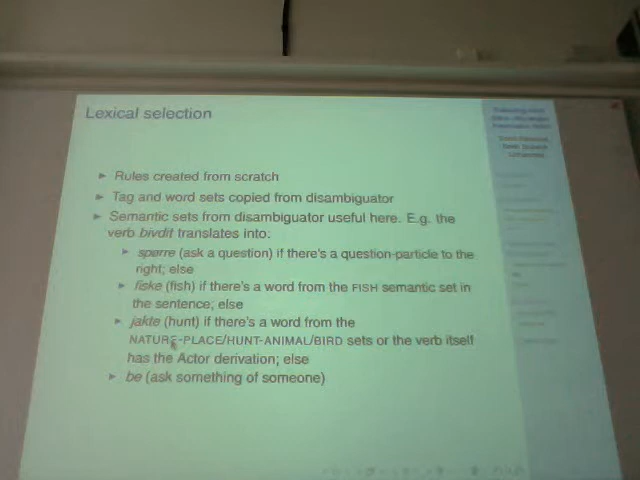 Lexical selection
Rules created from scratch
Tag and word sets copied from disambiguator
Semantic sets from disambiguator useful here. E.g. the
verb bivdit translates into:
spørre (ask a question) if there's a question-particle to the
right; else
fiske (fish) if there's a word from the FISH semantic set in
the sentence; else
jakte (hunt) if there's a word from the
NATURE-PLACE/HUNT-ANIMAL/BIRD sets or the verb itself
has the Actor derivation; else
be (ask something of someone)